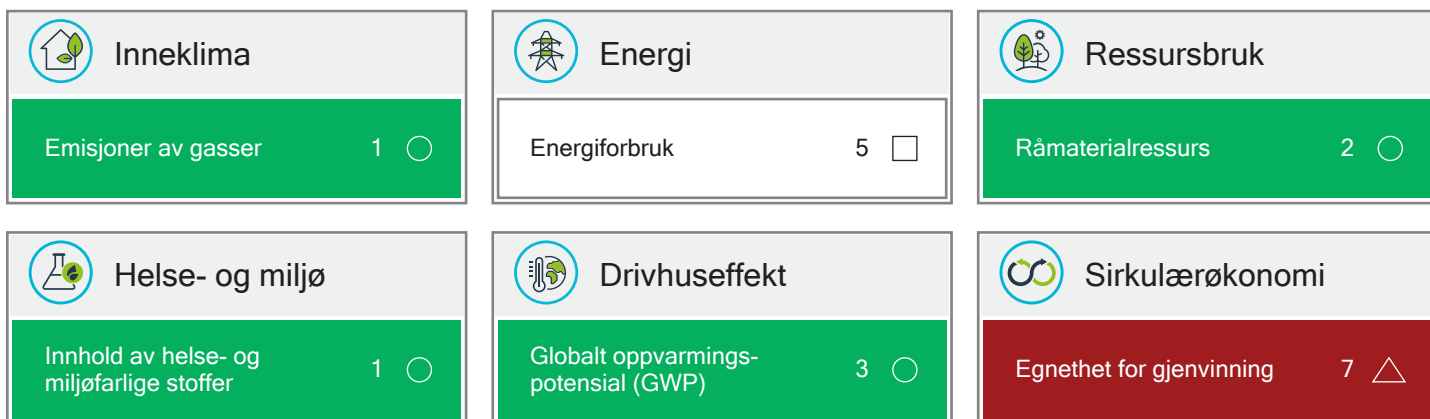 Inneklima
Emisjoner av gasser 1
Energi
Energiforbruk 5
Ressursbruk
Råmaterialressurs 2
Helse- og miljø
Innhold av helse- og
miljøfarlige stoffer 1
Drivhuseffekt
Globalt oppvarmings-
potensial (GWP) 3
Sirkulærøkonomi
Egnethet for gjenvinning 7